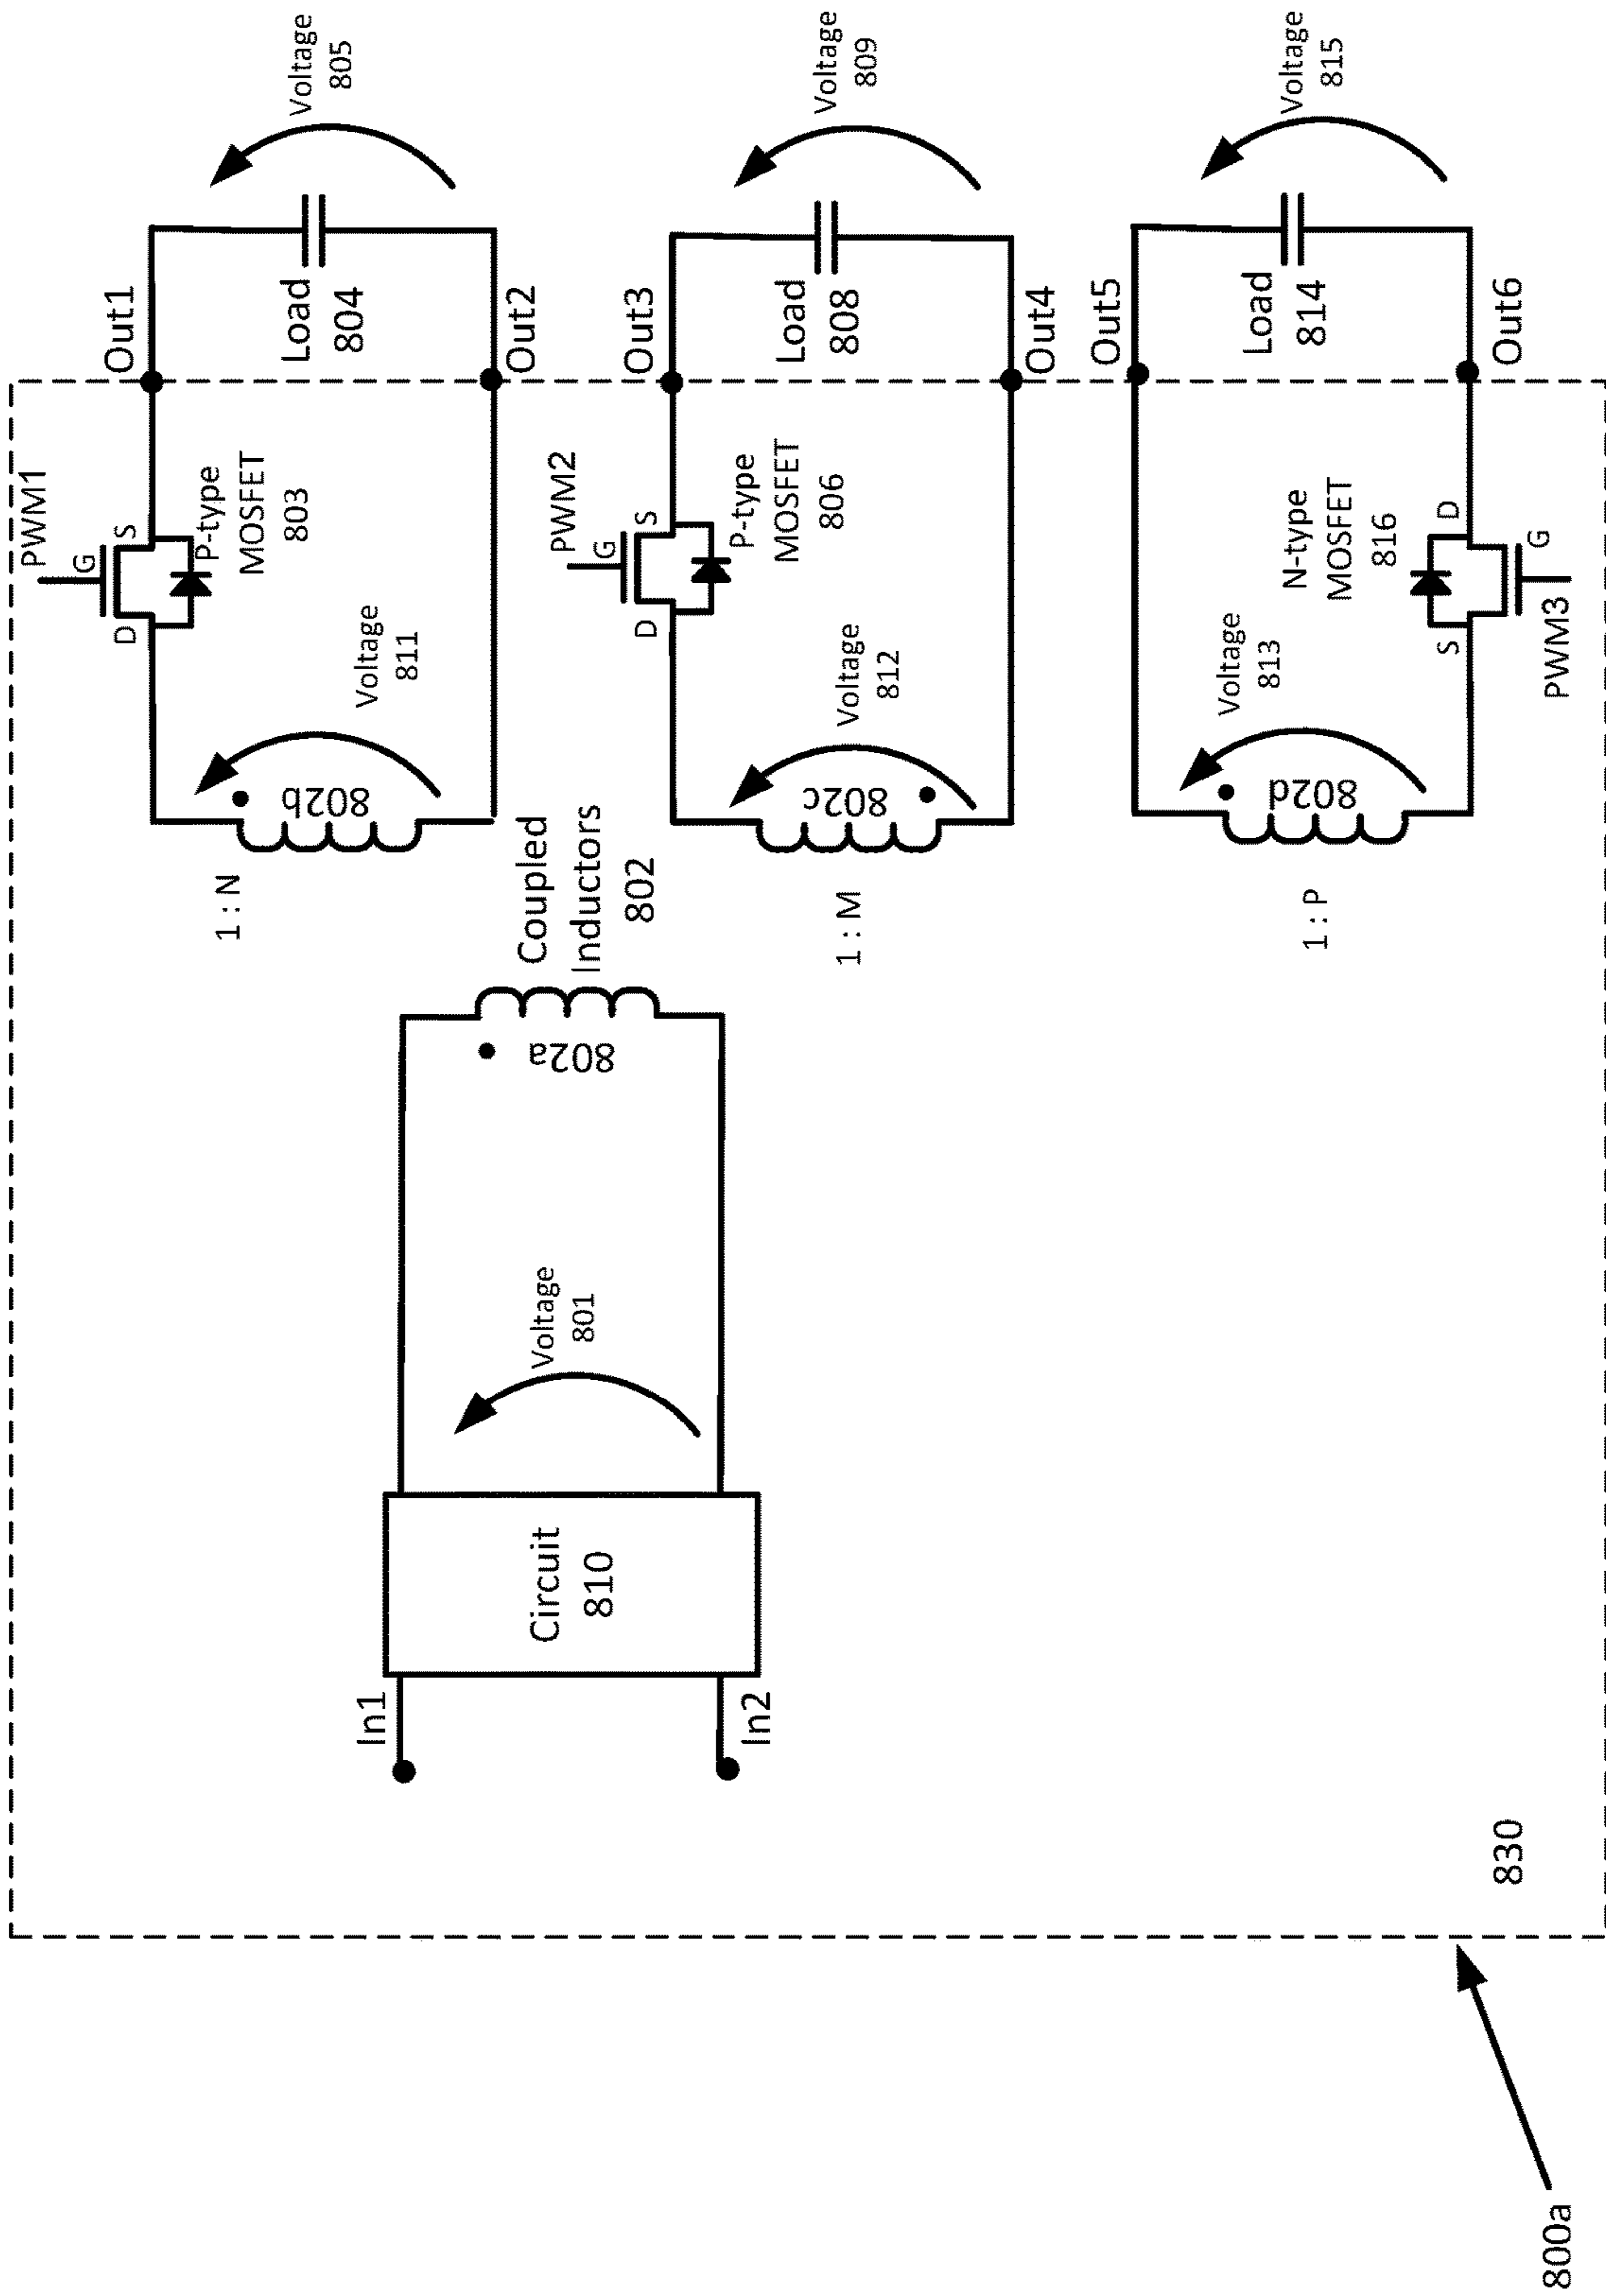 PWM1
G
D
S
P-type
MOSFET
803
Out1
Voltage
811
802b
1 : N
Load
804
Voltage
805
Out2
Coupled
Inductors
802
802a
In1
Circuit
810
Voltage
801
In2
PWM2
G
D
S
P-type
MOSFET
806
Out3
Voltage
812
802c
1 : M
Load
808
Voltage
809
Out4
Out5
Voltage
813
802d
1 : P
N-type
MOSFET
816
S
D
G
PWM3
Load
814
Voltage
815
Out6
830
800a